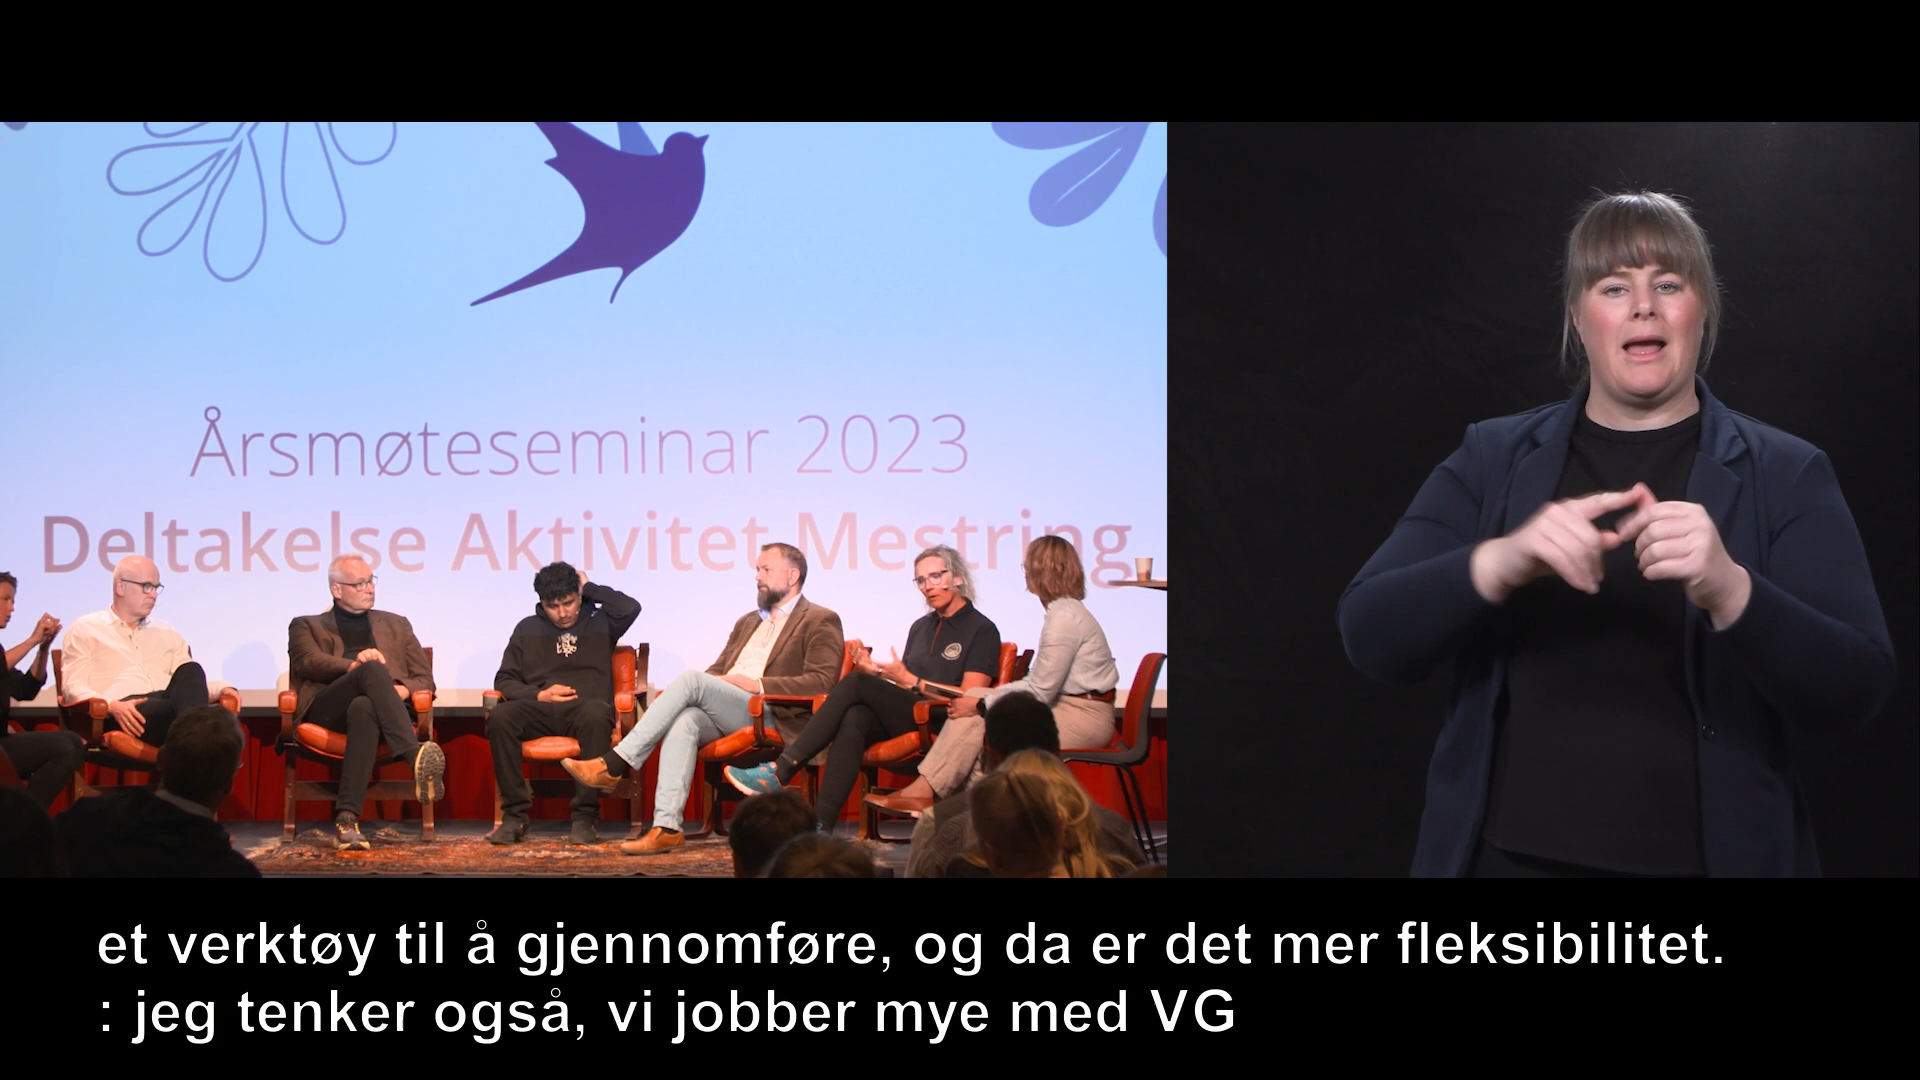 Årsmøteseminar 2023
Deltakelse Aktivitet Mestring
et verktøy til å gjennomføre, og da er det mer fleksibilitet.
: jeg tenker også, vi jobber mye med VG